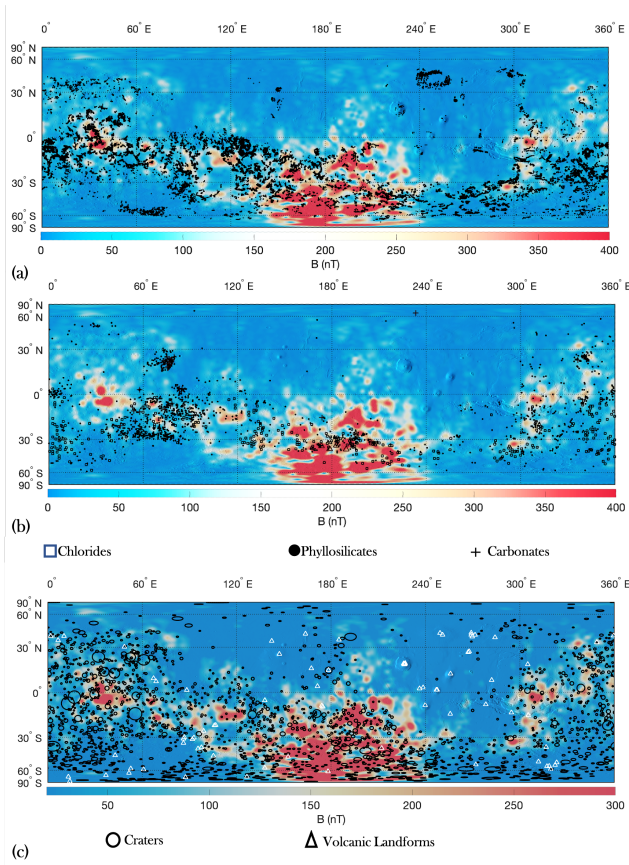 0° 60° E 120° E 180° E 240° E 300° E 360° E
90° N
60° N
30° N
0°
30° S
60° S
90° S
0 50 100 150 200 250 300 350 400
B (nT)
(a)
0° 60° E 120° E 180° E 240° E 300° E 360° E
90° N
60° N
30° N
0°
30° S
60° S
90° S
0 50 100 150 200 250 300 350 400
B (nT)
(b)
Chlorides Phyllosilicates + Carbonates
0° 60° E 120° E 180° E 240° E 300° E 360° E
90° N
60° N
30° N
0°
30° S
60° S
90° S
50 100 150 200 250 300
B (nT)
Craters Volcanic Landforms
(c)